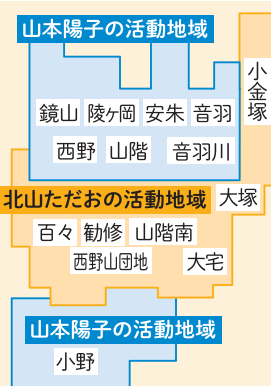 山本陽子の活動地域
小金塚
鏡山 陵ヶ岡 安朱 音羽
西野 山階 音羽川
北山ただおの活動地域 大塚
百々 勧修 山階南
西野山団地 大宅
山本陽子の活動地域
小野